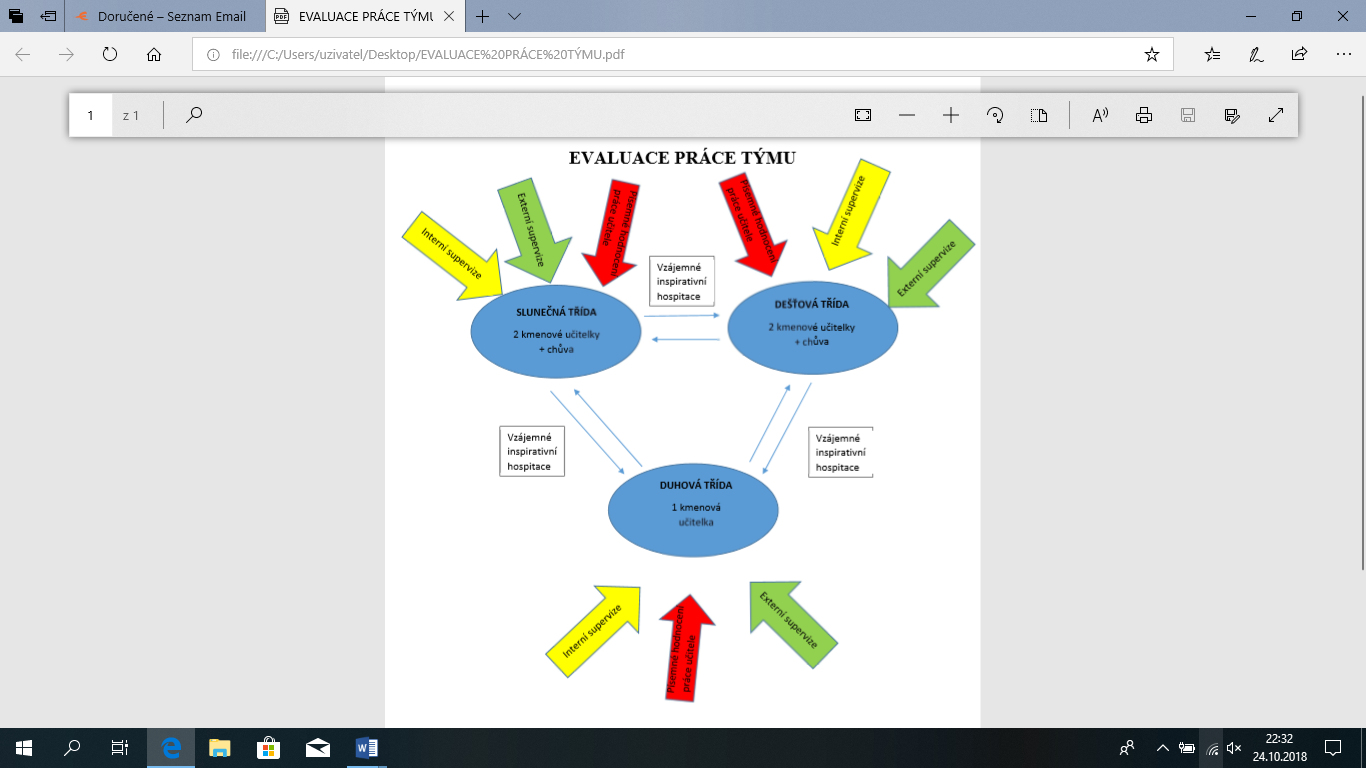 Doručené – Seznam Email
EVALUACE PRÁCE TÝMU
file:///C:/Users/uzivatel/Desktop/EVALUACE%20PRÁCE%20TÝMU.pdf
1
z 1
EVALUACE PRÁCE TÝMU
Interní supervize
Externí supervize
Písemné hodnocení
práce učitele
Písemné hodnocení
práce učitele
Interní supervize
Externí supervize
Vzájemné
inspirativní
hospitace
SLUNEČNÁ TŘÍDA
2 kmenové učitelky
+ chůva
DEŠŤOVÁ TŘÍDA
2 kmenové učitelky
+ chůva
Vzájemné
inspirativní
hospitace
Vzájemné
inspirativní
hospitace
DUHOVÁ TŘÍDA
1 kmenová
učitelka
Interní supervize
Písemné hodnocení
práce učitele
Externí supervize
22:32
24.10.2018